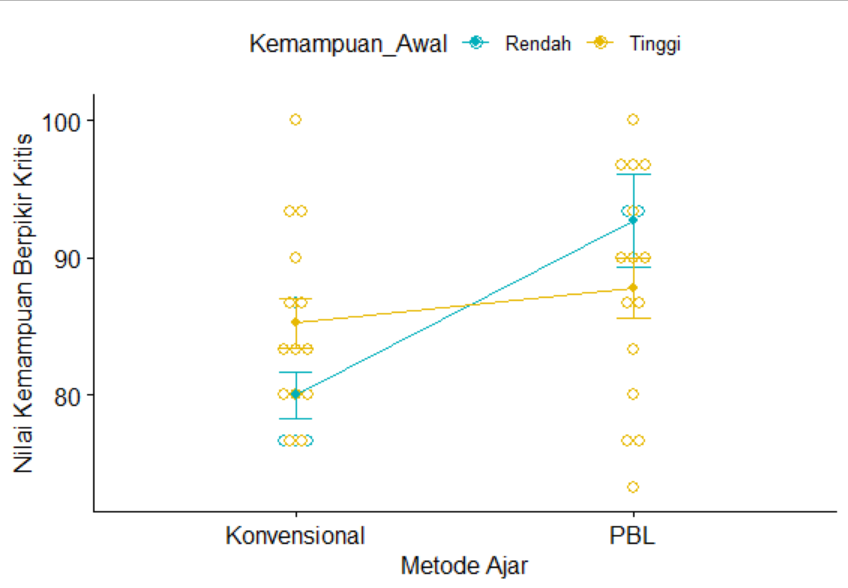 Kemampuan_Awal Rendah Tinggi
100
90
80
Nilai Kemampuan Berpikir Kritis
Konvensional PBL
Metode Ajar